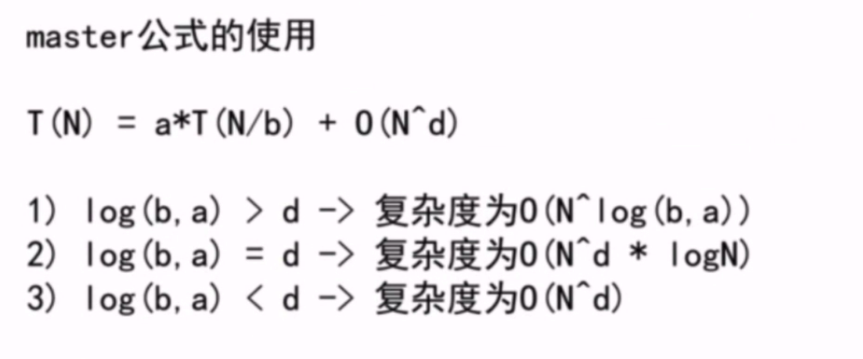 master公式的使用
T(N) = a*T(N/b) + O(N^d)
1) log(b,a) > d -> 复杂度为O(N^log(b,a))
2) log(b,a) = d -> 复杂度为O(N^d * logN)
3) log(b,a) < d -> 复杂度为O(N^d)